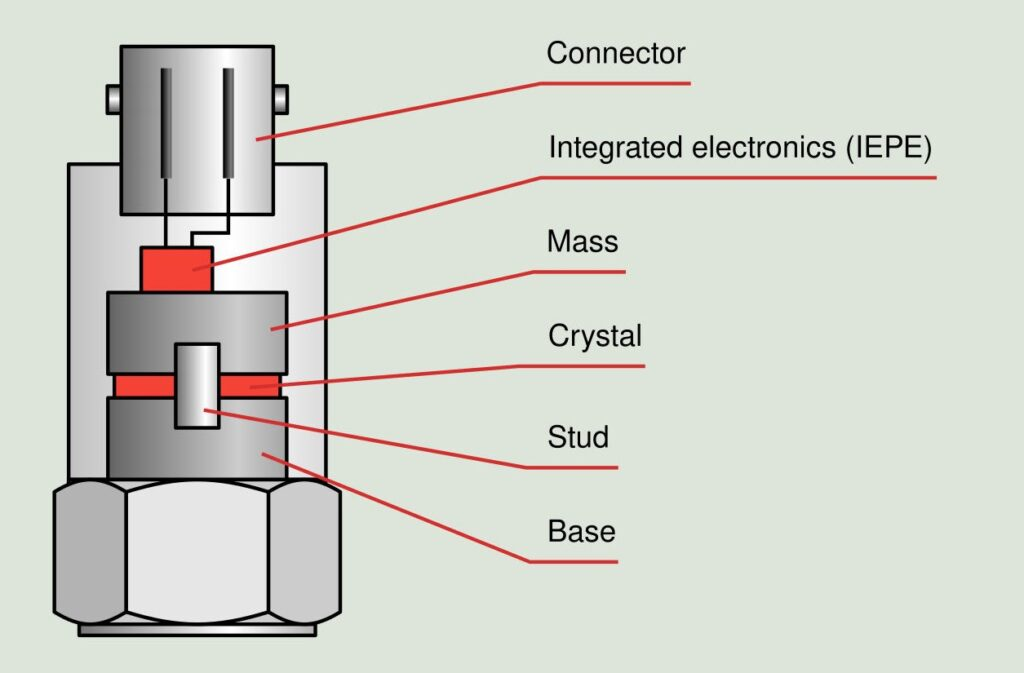 Connector
Integrated electronics (IEPE)
Mass
Crystal
Stud
Base